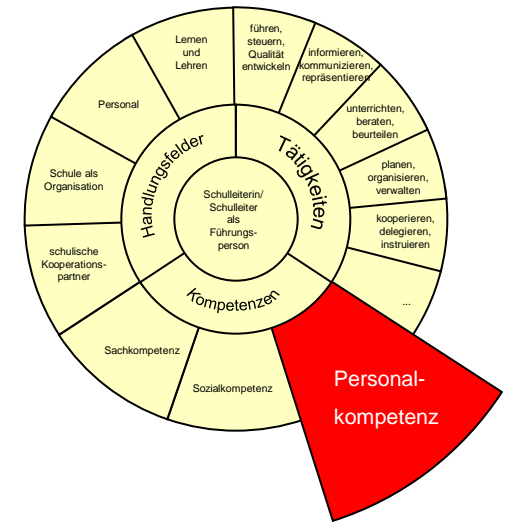 Lernen
und
Lehren
führen,
steuern,
Qualität
entwickeln
informieren,
kommunizieren,
repräsentieren
unterrichten,
beraten,
beurteilen
planen,
organisieren,
verwalten
kooperieren,
delegieren,
instruieren
...
Personal
Schule als
Organisation
schulische
Kooperations-
partner
Handlungsfelder
Tätigkeiten
Kompetenzen
Schulleiterin/
Schulleiter
als
Führungs-
person
Sachkompetenz
Sozialkompetenz
Personal-
kompetenz